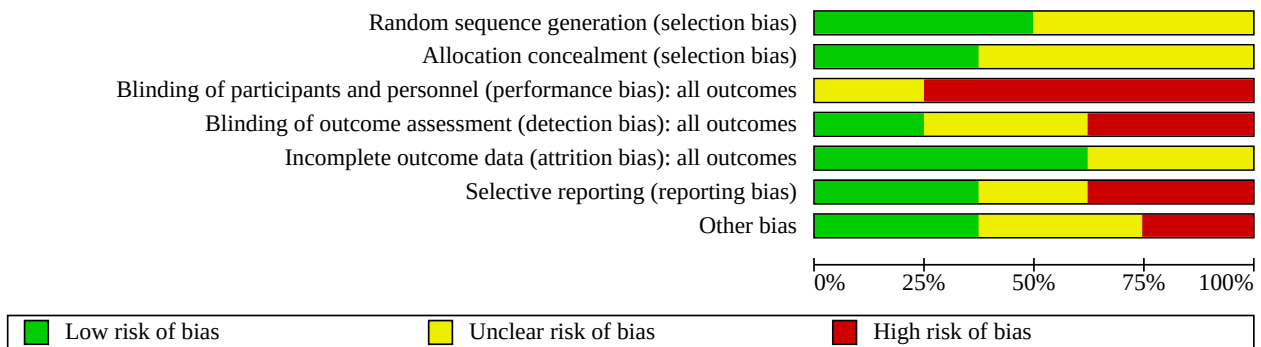 Random sequence generation (selection bias)
Allocation concealment (selection bias)
Blinding of participants and personnel (performance bias): all outcomes
Blinding of outcome assessment (detection bias): all outcomes
Incomplete outcome data (attrition bias): all outcomes
Selective reporting (reporting bias)
Other bias
0% 25% 50% 75% 100%
Low risk of bias Unclear risk of bias High risk of bias